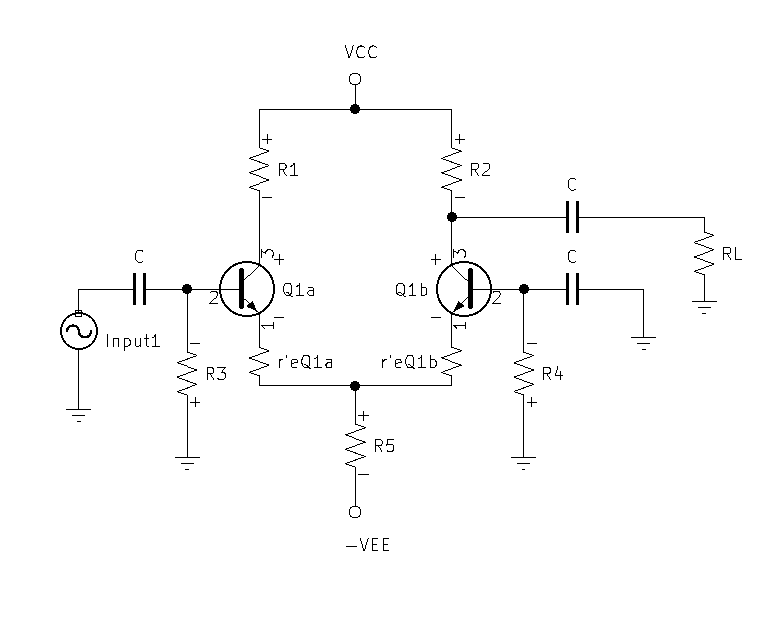 VCC
+
+
R1
R2
−
−
C
C
C
3
+
+
3
RL
2
Q1a
Q1b
2
1
−
−
1
Input1
−
R3
+
r'eQ1a
r'eQ1b
−
R4
+
+
R5
−
−VEE